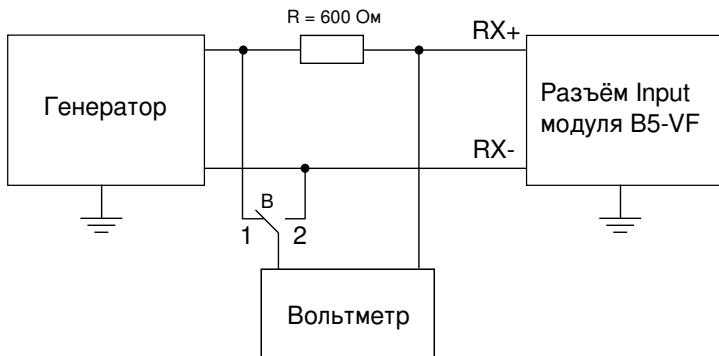 R = 600 Ом
RX+
Генератор
Разъём Input
модуля B5-VF
RX-
В
1
2
Вольтметр